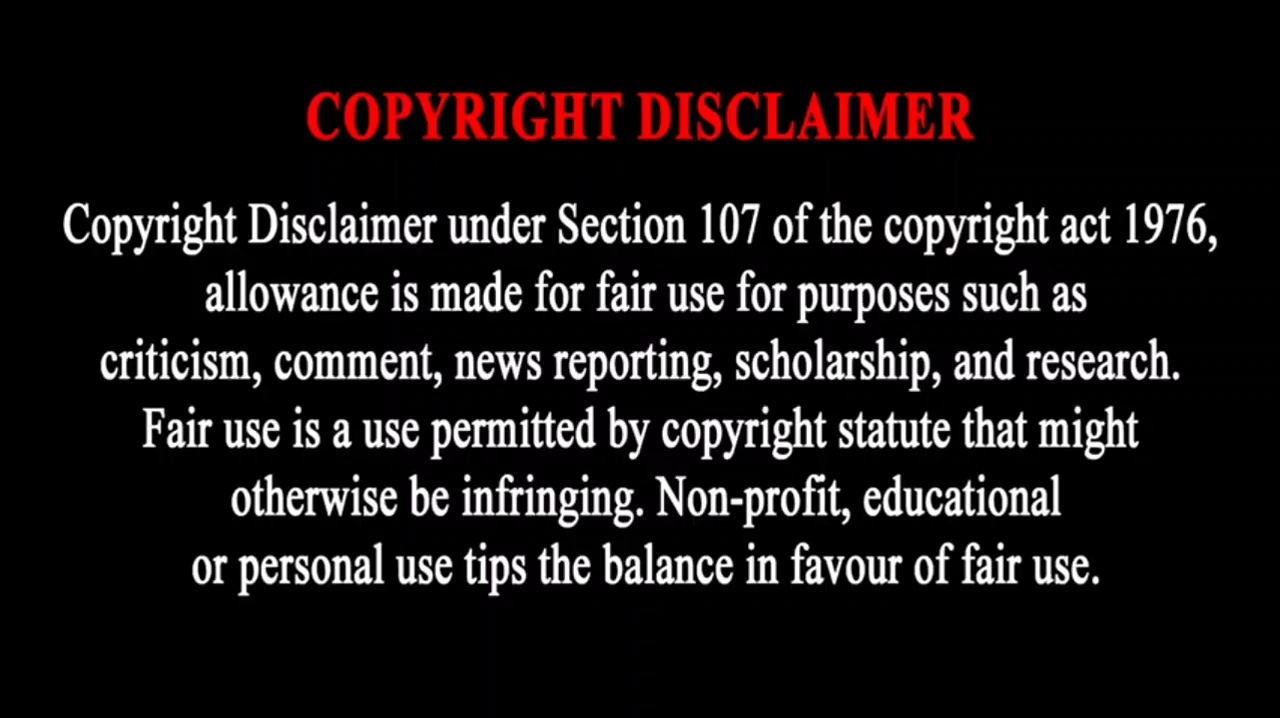 COPYRIGHT DISCLAIMER
Copyright Disclaimer under Section 107 of the copyright act 1976,
allowance is made for fair use for purposes such as
criticism, comment, news reporting, scholarship, and research.
Fair use is a use permitted by copyright statute that might
otherwise be infringing. Non-profit, educational
or personal use tips the balance in favour of fair use.